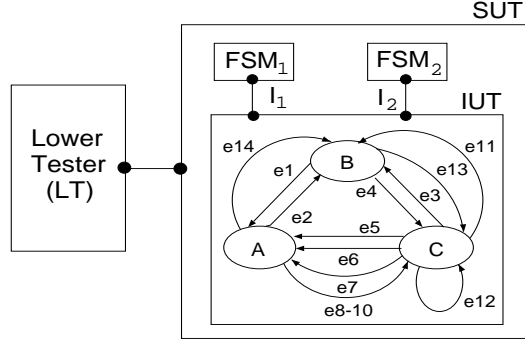 SUT
FSM1
FSM2
I1
I2
IUT
Lower
Tester
(LT)
e14
e11
e1
B
e13
e4
e3
e2
e5
A
C
e6
e7
e8-10
e12